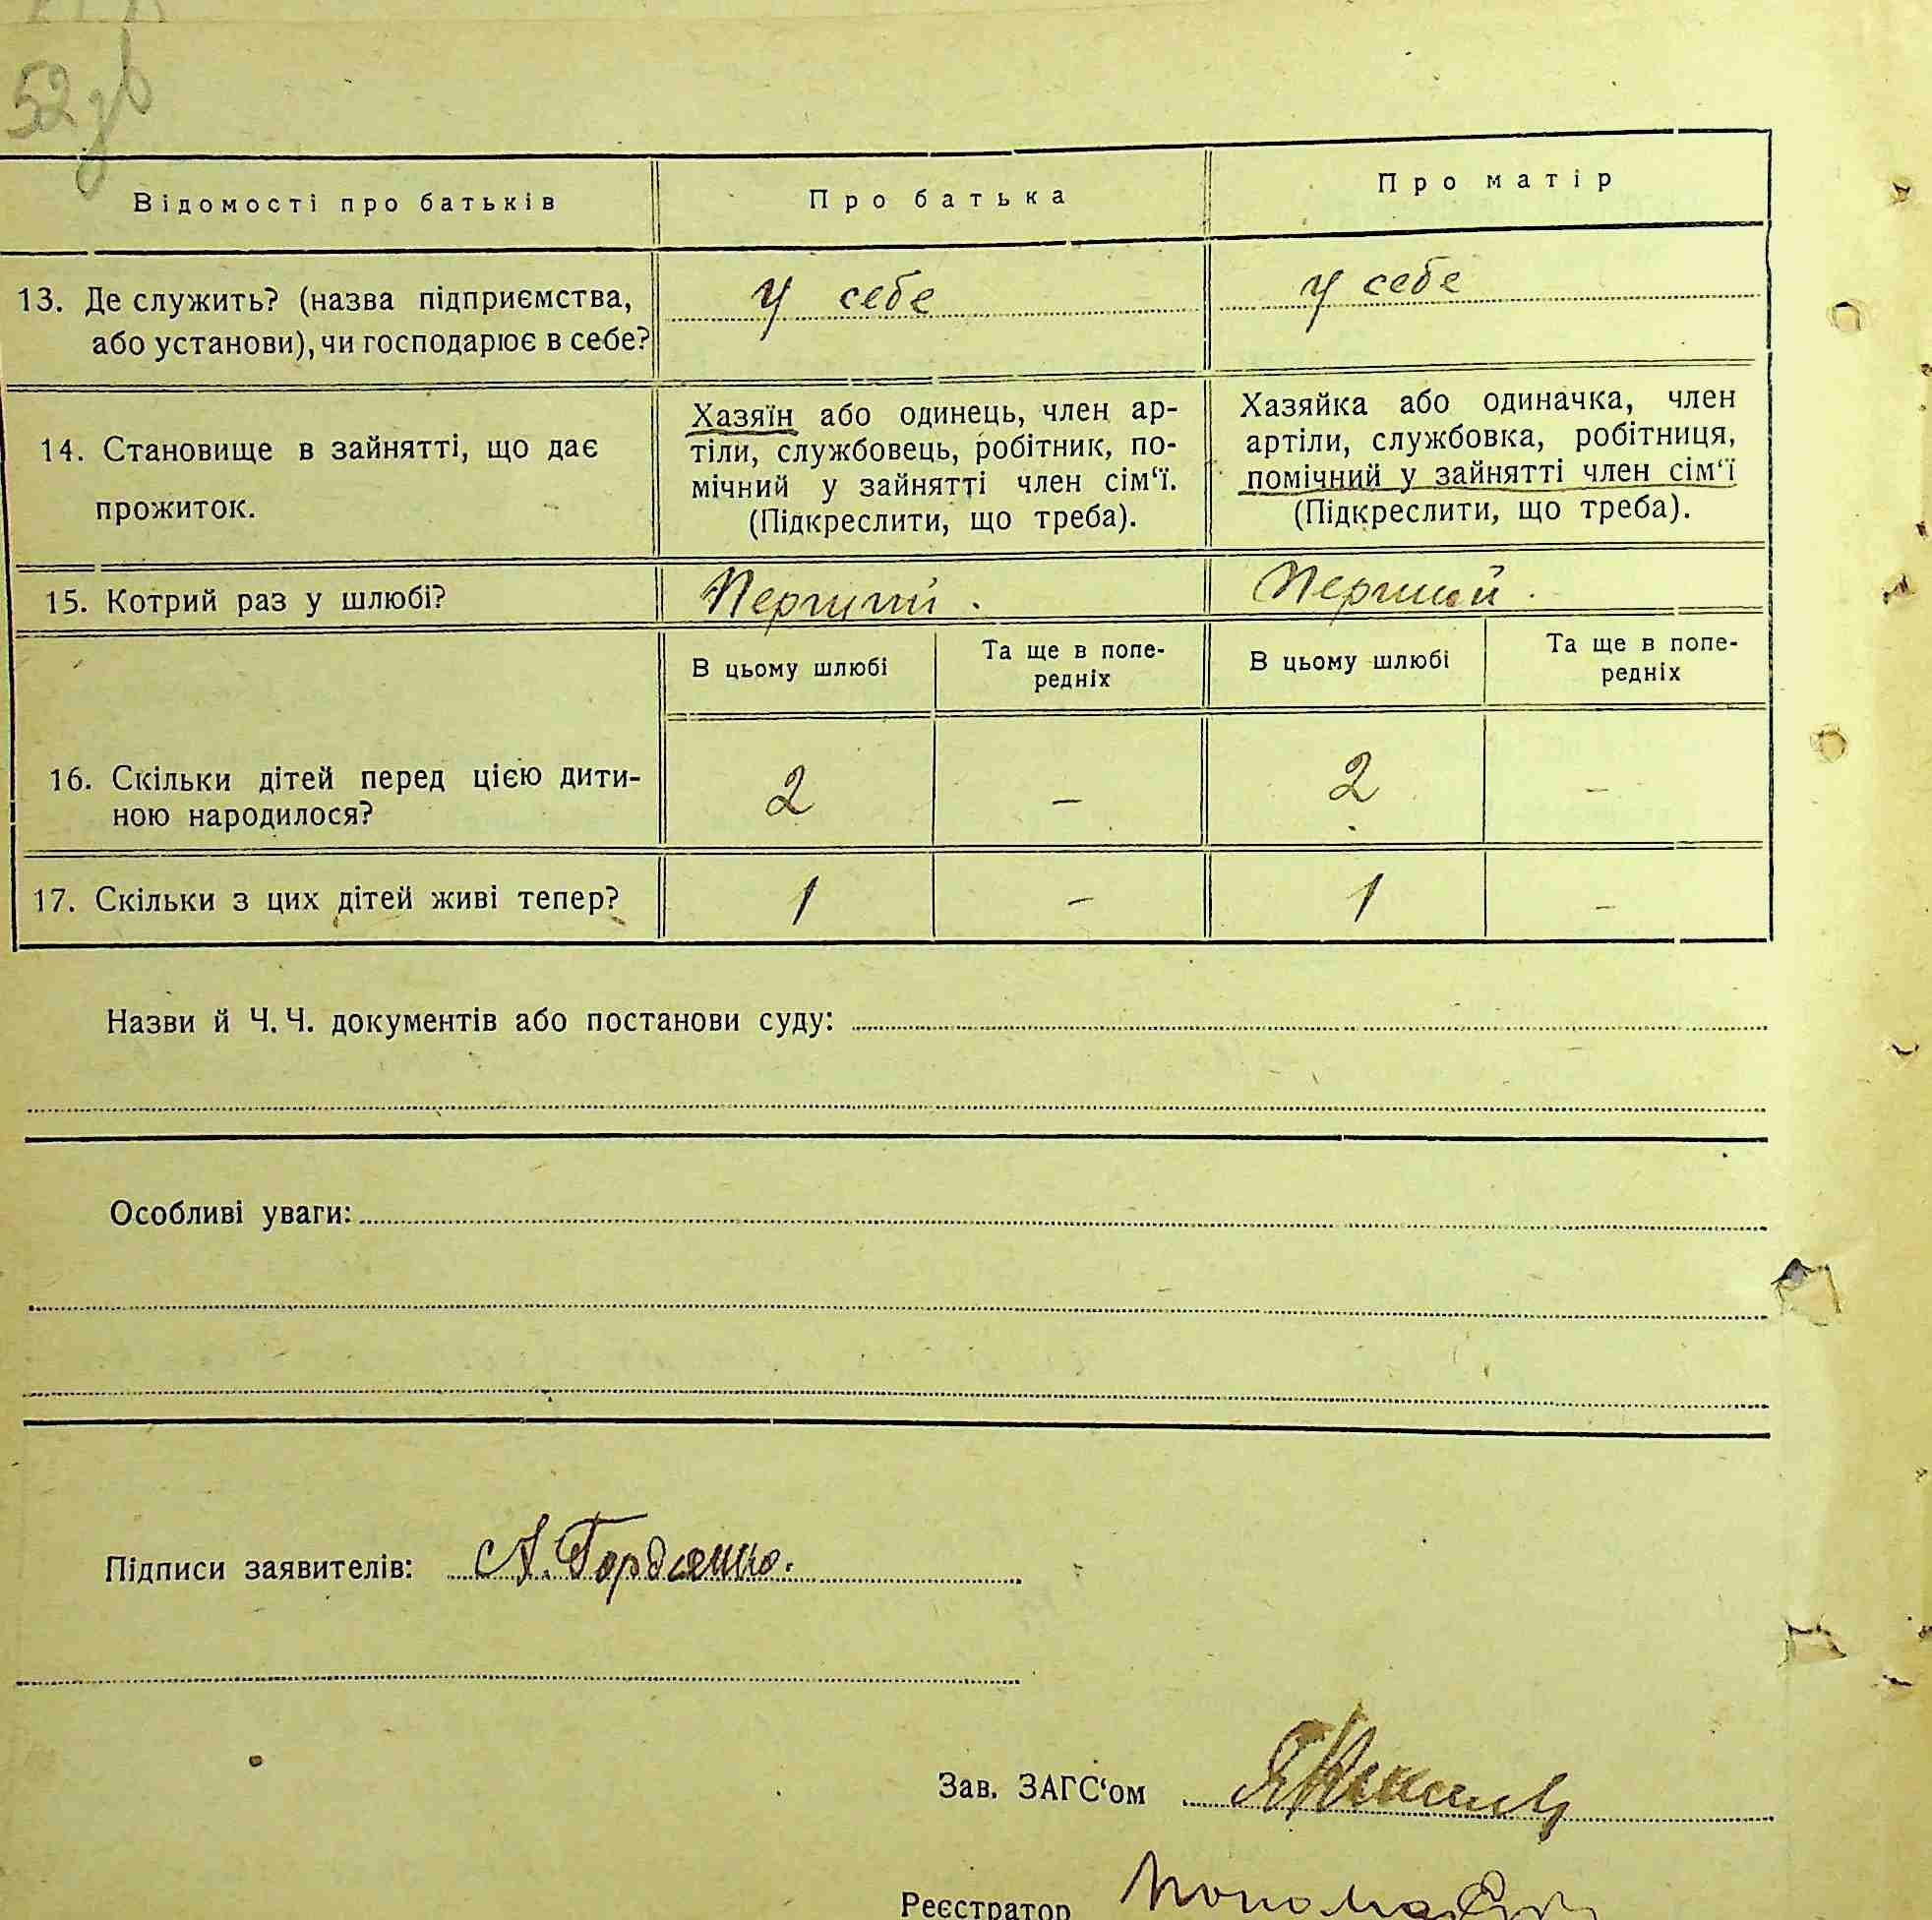 52 зв
Відомості про батьків
Про батька
Про матір
13. Де служить? (назва підприємства,
або установи), чи господарює в себе?
У себе
У себе
14. Становище в зайнятті, що дає
прожиток.
Хазяїн або одинець, член ар-
тіли, службовець, робітник, по-
мічний у зайнятті член сім‘ї.
(Підкреслити, що треба).
Хазяйка або одиначка, член
артіли, службовка, робітниця,
помічний у зайнятті член сім‘ї
(Підкреслити, що треба).
15. Котрий раз у шлюбі?
Перший.
Перший.
В цьому шлюбі
Та ще в попе-
редніх
В цьому шлюбі
Та ще в попе-
редніх
16. Скільки дітей перед цією дити-
ною народилося?
2
–
2
–
17. Скільки з цих дітей живі тепер?
1
–
1
–
Назви й Ч. Ч. документів або постанови суду:
Особливі уваги:
Підписи заявителів: А. Гордієнко.
Зав. ЗАГС‘ом
Реєстратор